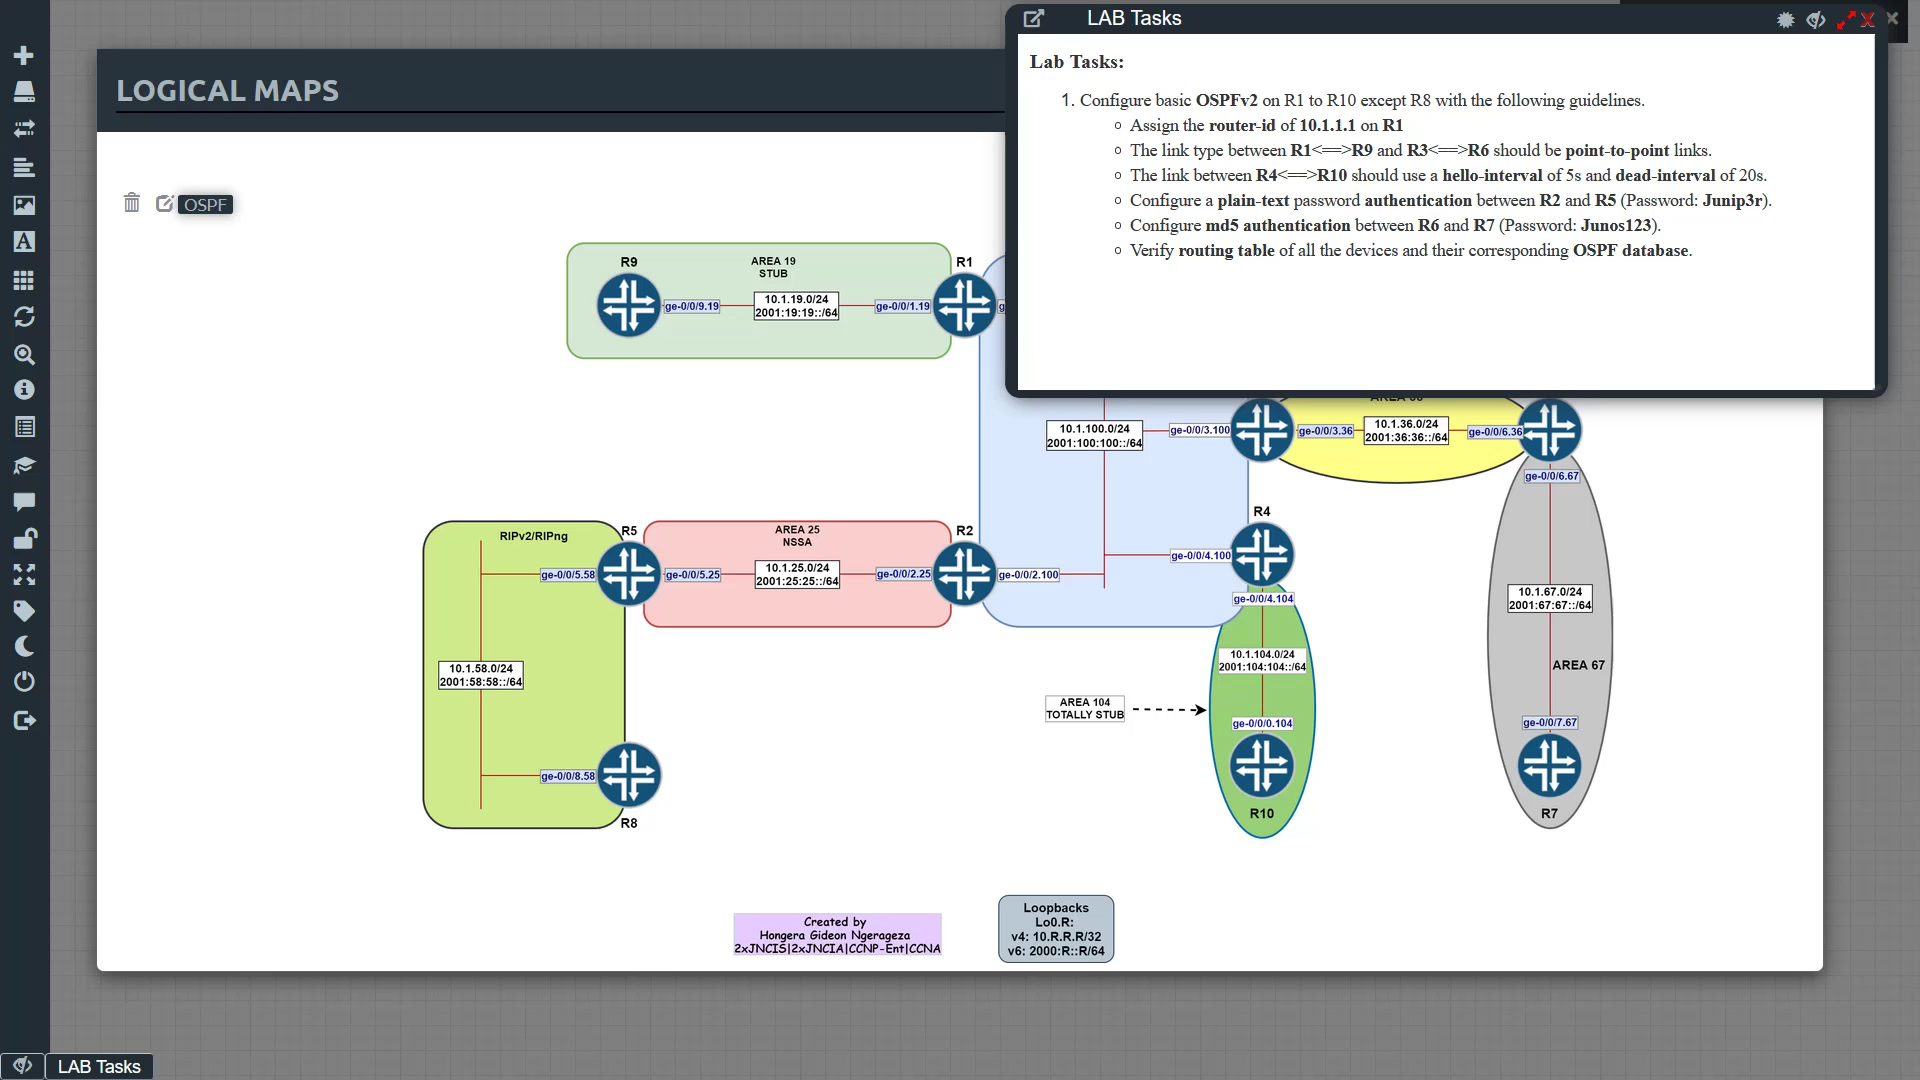 LAB Tasks
Lab Tasks:
1. Configure basic OSPFv2 on R1 to R10 except R8 with the following guidelines.
Assign the router-id of 10.1.1.1 on R1
The link type between R1<==>R9 and R3<==>R6 should be point-to-point links.
The link between R4<==>R10 should use a hello-interval of 5s and dead-interval of 20s.
Configure a plain-text password authentication between R2 and R5 (Password: Junip3r).
Configure md5 authentication between R6 and R7 (Password: Junos123).
Verify routing table of all the devices and their corresponding OSPF database.
LOGICAL MAPS
OSPF
R9
AREA 19
STUB
R1
ge-0/0/9.19
10.1.19.0/24
2001:19:19::/64
ge-0/0/1.19
10.1.100.0/24
2001:100:100::/64
ge-0/0/3.100
ge-0/0/3.36
10.1.36.0/24
2001:36:36::/64
ge-0/0/6.36
ge-0/0/6.67
R4
RIPv2/RIPng
R5
AREA 25
NSSA
R2
ge-0/0/5.58
ge-0/0/5.25
10.1.25.0/24
2001:25:25::/64
ge-0/0/2.25
ge-0/0/2.100
ge-0/0/4.100
ge-0/0/4.104
10.1.67.0/24
2001:67:67::/64
10.1.58.0/24
2001:58:58::/64
10.1.104.0/24
2001:104:104::/64
AREA 67
AREA 104
TOTALLY STUB
ge-0/0/0.104
ge-0/0/7.67
ge-0/0/8.58
R8
R10
R7
Created by
Hongera Gideon Ngerageza
2xJNCIS|2xJNCIA|CCNP-Ent|CCNA
Loopbacks
Lo0.R:
v4: 10.R.R.R/32
v6: 2000:R::R/64
LAB Tasks